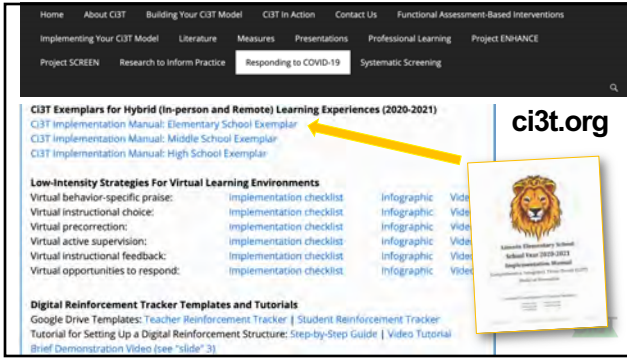 Home About Ci3T Building Your Ci3T Model Ci3T In Action Contact Us Functional Assessment-Based Interventions
Implementing Your Ci3T Model Literature Measures Presentations Professional Learning Project ENHANCE
Project SCREEN Research to Inform Practice Responding to COVID-19 Systematic Screening
Ci3T Exemplars for Hybrid (In-person and Remote) Learning Experiences (2020-2021)
Ci3T Implementation Manual: Elementary School Exemplar
Ci3T Implementation Manual: Middle School Exemplar
Ci3T Implementation Manual: High School Exemplar
ci3t.org
Low-Intensity Strategies For Virtual Learning Environments
Virtual behavior-specific praise: Implementation checklist Infographic Vide
Virtual instructional choice: Implementation checklist Infographic Vide
Virtual precorrection: Implementation checklist Infographic Vide
Virtual active supervision: Implementation checklist Infographic Vide
Virtual instructional feedback: Implementation checklist Infographic Vide
Virtual opportunities to respond: Implementation checklist Infographic Vide
Lincoln Elementary School
School Year 2020-2021
Implementation Manual
Digital Reinforcement Tracker Templates and Tutorials
Google Drive Templates: Teacher Reinforcement Tracker | Student Reinforcement Tracker
Tutorial for Setting Up a Digital Reinforcement Structure: Step-by-Step Guide | Video Tutorial
Brief Demonstration Video (see "slide" 3)